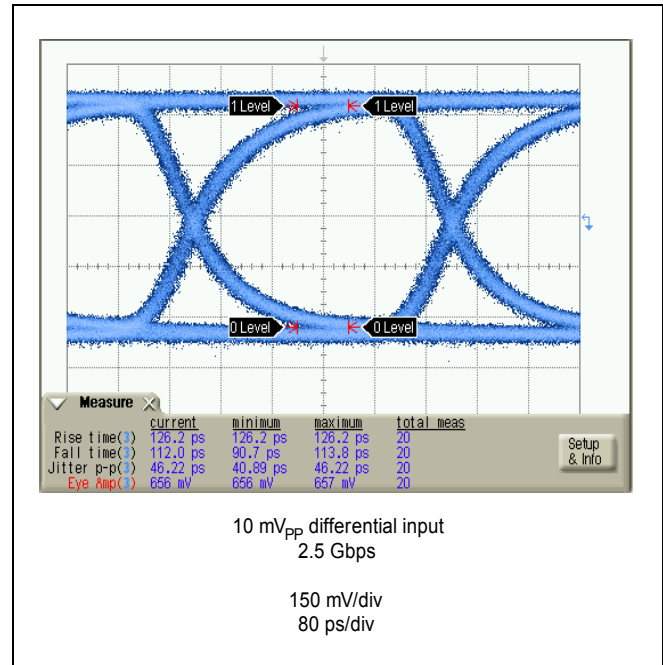 1 Level 1 Level
0 Level 0 Level
Measure
current minimum maximum total meas
Rise time(3) 126.2 ps 126.2 ps 126.2 ps 20
Fall time(3) 112.0 ps 90.7 ps 113.8 ps 20
Jitter p-p(3) 46.22 ps 40.89 ps 46.22 ps 20
Eye Amp(3) 656 mV 656 mV 657 mV 20
Setup
& Info
10 mVPP differential input
2.5 Gbps
150 mV/div
80 ps/div